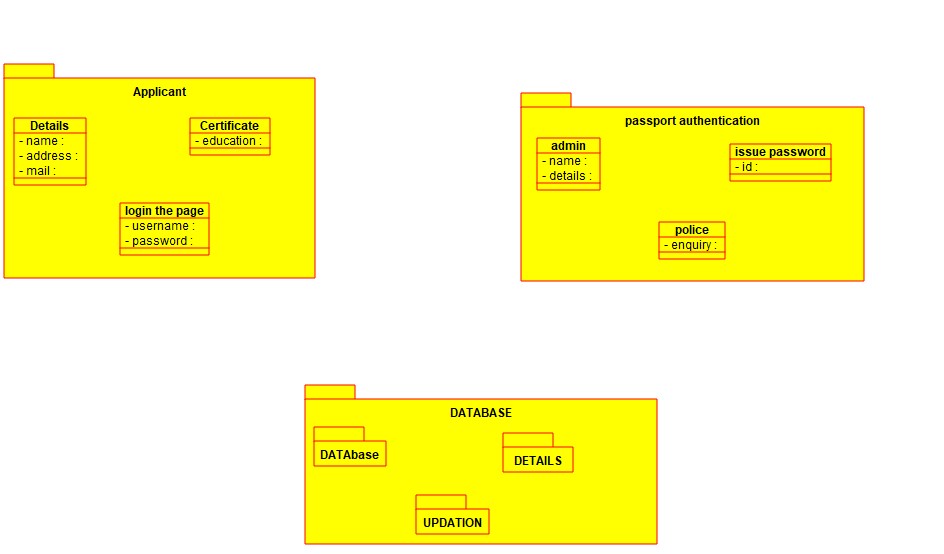 Applicant
Details
- name :
- address :
- mail :
Certificate
- education :
login the page
- username :
- password :
passport authentication
admin
- name :
- details :
issue password
- id :
police
- enquiry :
DATABASE
DATAbase
DETAILS
UPDATION